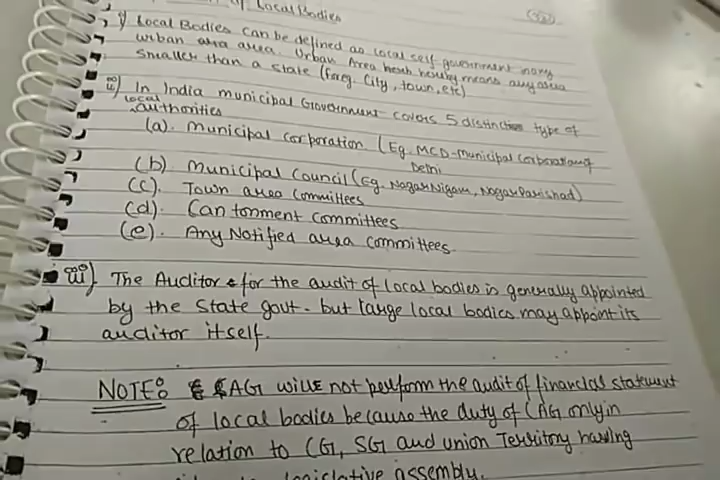 of Local Bodies
i) Local Bodies can be defined as local self government in any
urban area area. Urban Area hereby means any area
smaller than a state (for eg. City, town, etc)
ii) In India municipal Government covers 5 distinctive type of
local
authorities
(a). Municipal corporation (Eg. MCD-municipal corporation of
Delhi
(b) Municipal Council (Eg. Nagar Nigam, Nagar Parishad)
(c). Town area committees
(d). Cantonment committees
(e). Any Notified area committees.
iii). The Auditor for the audit of local bodies is generally appointed
by the State govt. but large local bodies may appoint its
auditor itself.
NOTE: CAG will not perform the audit of financial statement
of local bodies because the duty of CAG only in
relation to CG, SG and union Territory having
legislative assembly.